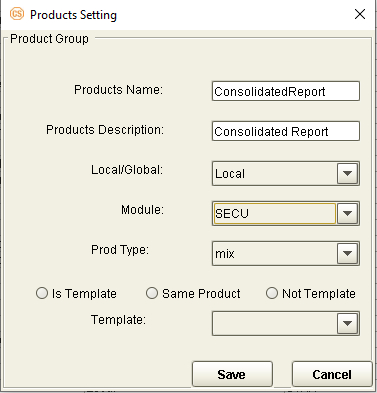 CS Products Setting
Product Group
Products Name: ConsolidatedReport
Products Description: Consolidated Report
Local/Global: Local
Module: SECU
Prod Type: mix
Is Template Same Product Not Template
Template:
Save Cancel